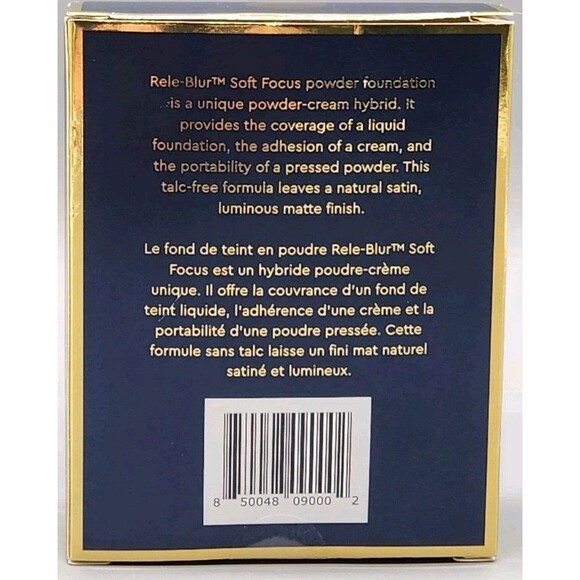 Rele-Blur™ Soft Focus powder foundation
is a unique powder-cream hybrid. It
provides the coverage of a liquid
foundation, the adhesion of a cream, and
the portability of a pressed powder. This
talc-free formula leaves a natural satin,
luminous matte finish.
Le fond de teint en poudre Rele-Blur™ Soft
Focus est un hybride poudre-crème
unique. Il offre la couvrance d'un fond de
teint liquide, l'adhérence d'une crème et la
portabilité d'une poudre pressée. Cette
formule sans talc laisse un fini mat naturel
satiné et lumineux.
8 50048 09000 2